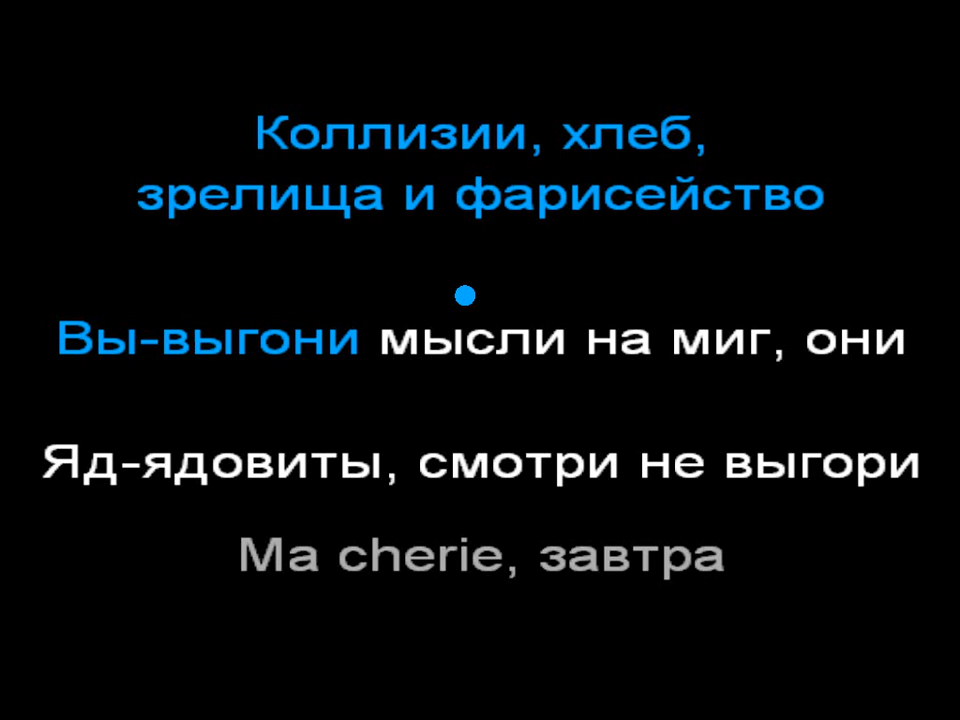 Коллизии, хлеб,
зрелища и фарисейство
Вы-выгони мысли на миг, они
Яд-ядовиты, смотри не выгори
Ma cherie, завтра